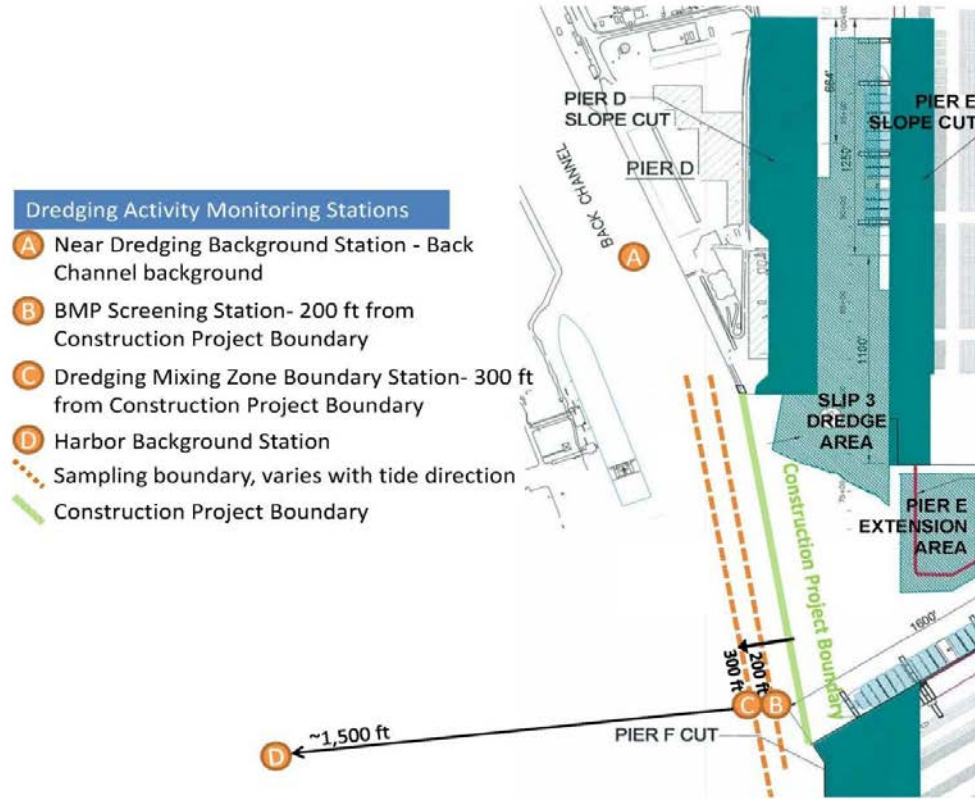 Dredging Activity Monitoring Stations
A Near Dredging Background Station - Back
Channel background
B BMP Screening Station- 200 ft from
Construction Project Boundary
C Dredging Mixing Zone Boundary Station- 300 ft
from Construction Project Boundary
D Harbor Background Station
Sampling boundary, varies with tide direction
Construction Project Boundary
PIER D
SLOPE CUT
PIER D
BACK CHANNEL
A
664'
1250'
1100'
PIER E
SLOPE CUT
SLIP 3
DREDGE
AREA
PIER E
EXTENSION
AREA
Construction Project Boundary
1600'
200 ft
300 ft
C
B
~1,500 ft
D
PIER F CUT